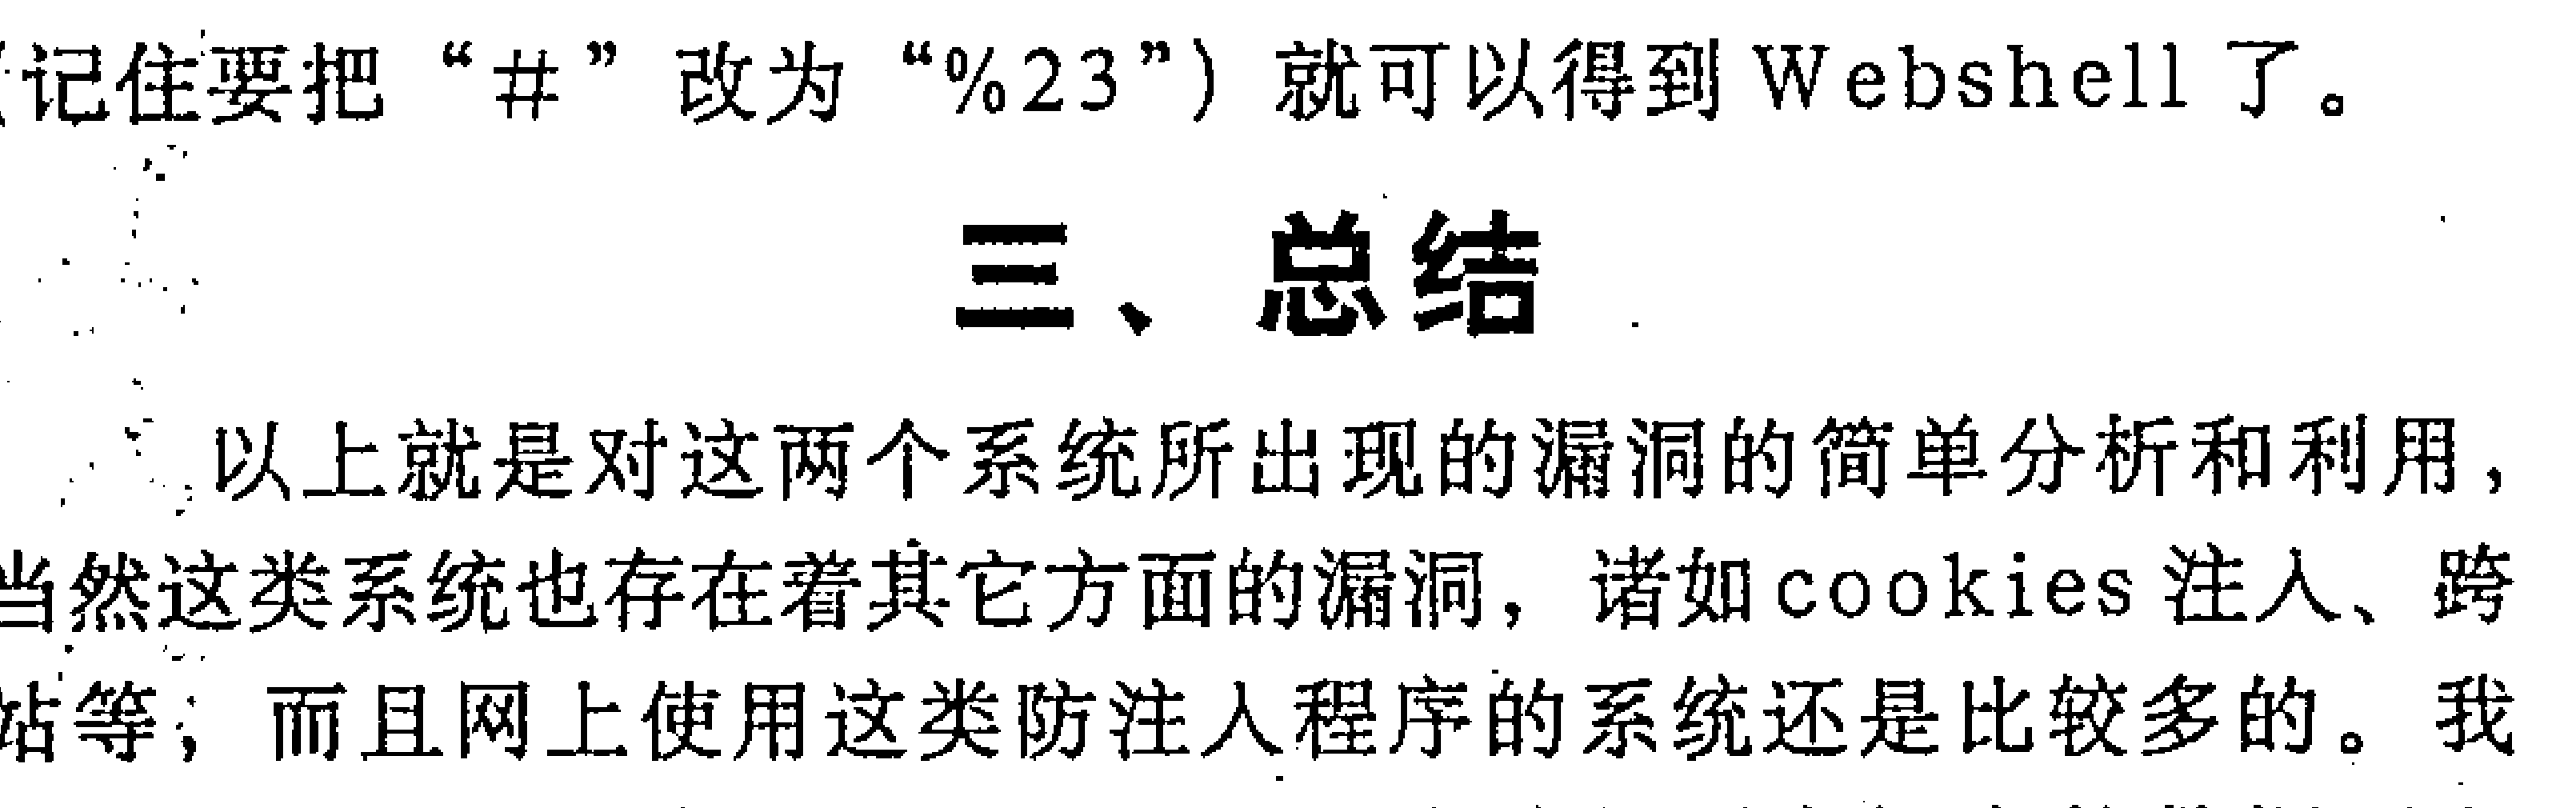 (记住要把“#”改为“%23”)就可以得到Webshell了。
三、总结
以上就是对这两个系统所出现的漏洞的简单分析和利用，
当然这类系统也存在着其它方面的漏洞，诸如cookies注入、跨
站等；而且网上使用这类防注入程序的系统还是比较多的。我